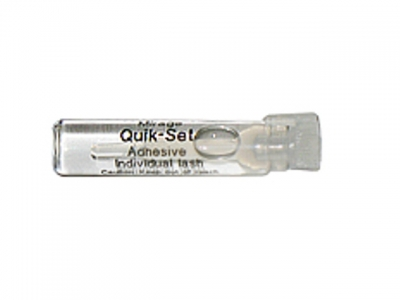 Mirage
Quik-Set
Adhesive
Individual lash
Caution: Keep out of reach